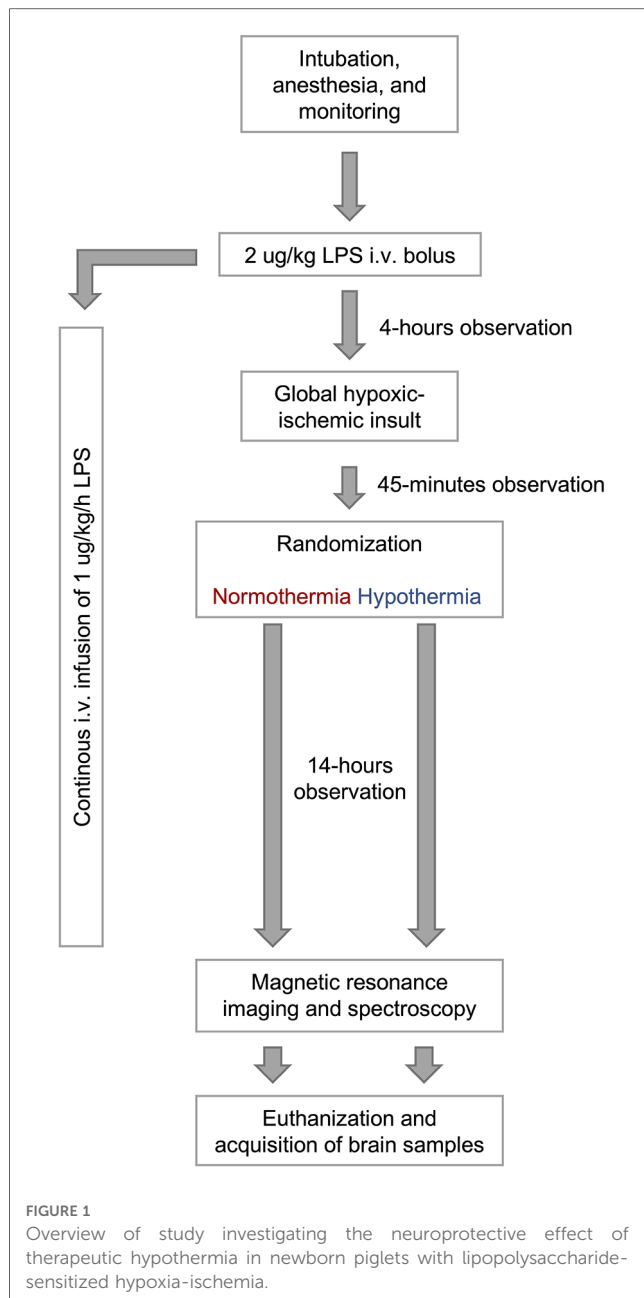 Intubation,
anesthesia, and
monitoring
2 ug/kg LPS i.v. bolus
4-hours observation
Continous i.v. infusion of 1 ug/kg/h LPS
Global hypoxic-
ischemic insult
45-minutes observation
Randomization
Normothermia Hypothermia
14-hours
observation
Magnetic resonance
imaging and spectroscopy
Euthanization and
acquisition of brain samples
FIGURE 1
Overview of study investigating the neuroprotective effect of
therapeutic hypothermia in newborn piglets with lipopolysaccharide-
sensitized hypoxia-ischemia.